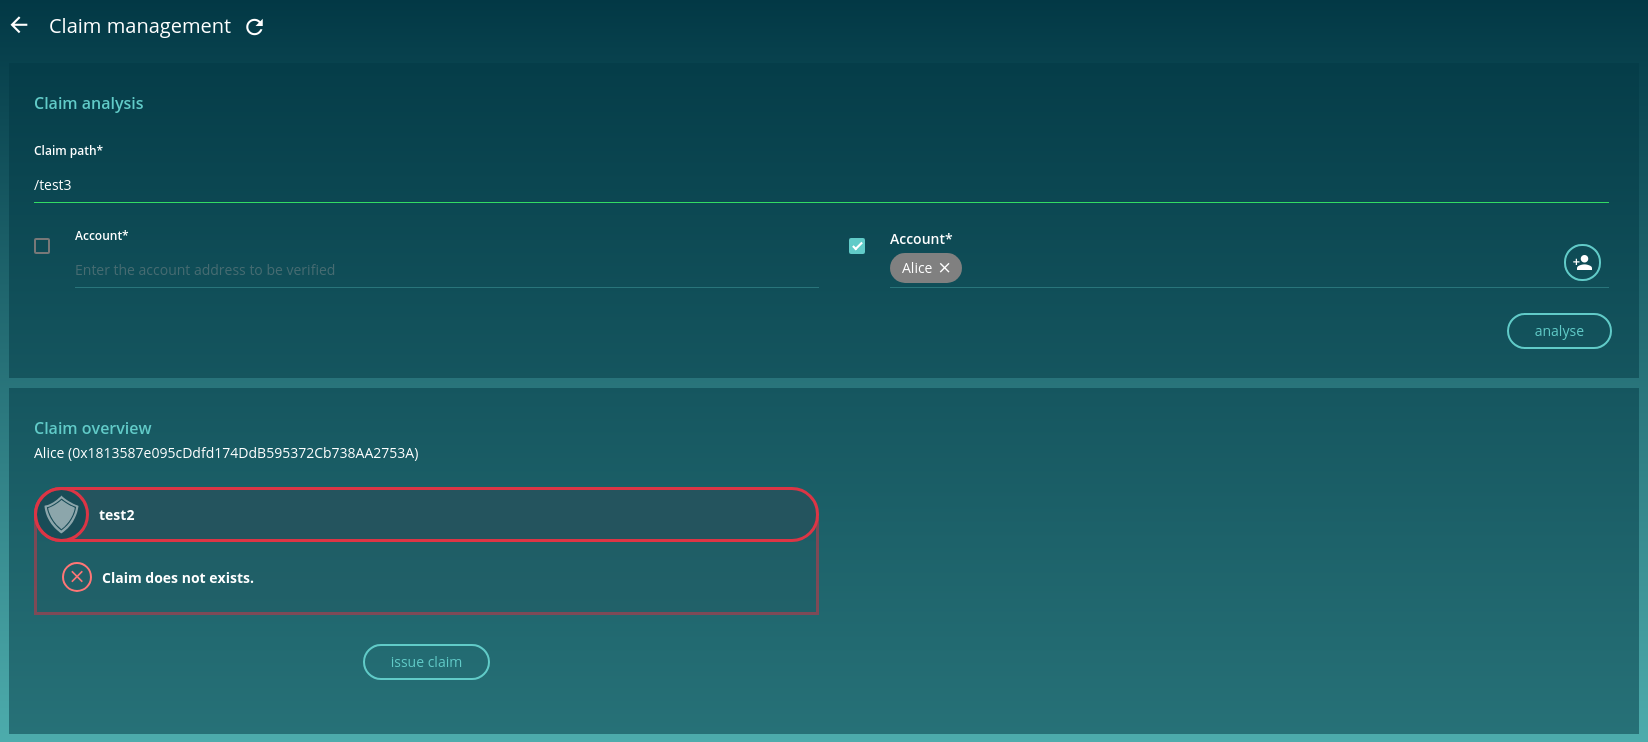 Claim management
Claim analysis
Claim path*
/test3
Account*
Enter the account address to be verified
Account*
Alice
analyse
Claim overview
Alice (0x1813587e095cDdfd174DdB595372Cb738AA2753A)
test2
Claim does not exists.
issue claim